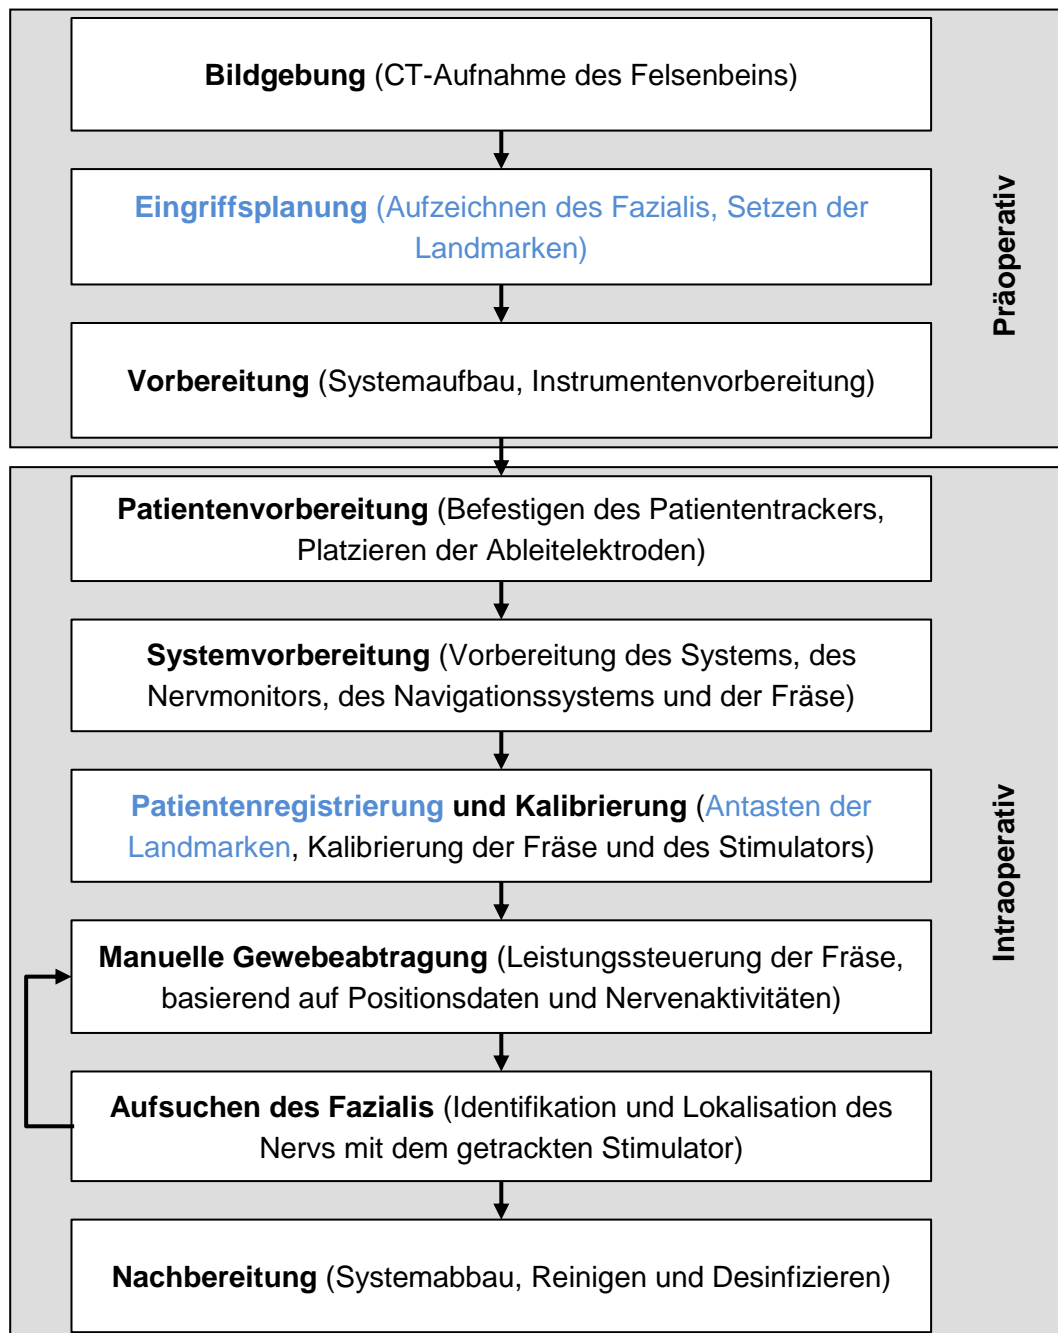 Bildgebung (CT-Aufnahme des Felsenbeins)
Eingriffsplanung (Aufzeichnen des Fazialis, Setzen der
Landmarken)
Vorbereitung (Systemaufbau, Instrumentenvorbereitung)
Präoperativ
Patientenvorbereitung (Befestigen des Patiententrackers,
Platzieren der Ableitelektroden)
Systemvorbereitung (Vorbereitung des Systems, des
Nervmonitors, des Navigationssystems und der Fräse)
Patientenregistrierung und Kalibrierung (Antasten der
Landmarken, Kalibrierung der Fräse und des Stimulators)
Manuelle Gewebeabtragung (Leistungssteuerung der Fräse,
basierend auf Positionsdaten und Nervenaktivitäten)
Aufsuchen des Fazialis (Identifikation und Lokalisation des
Nervs mit dem getrackten Stimulator)
Nachbereitung (Systemabbau, Reinigen und Desinfizieren)
Intraoperativ